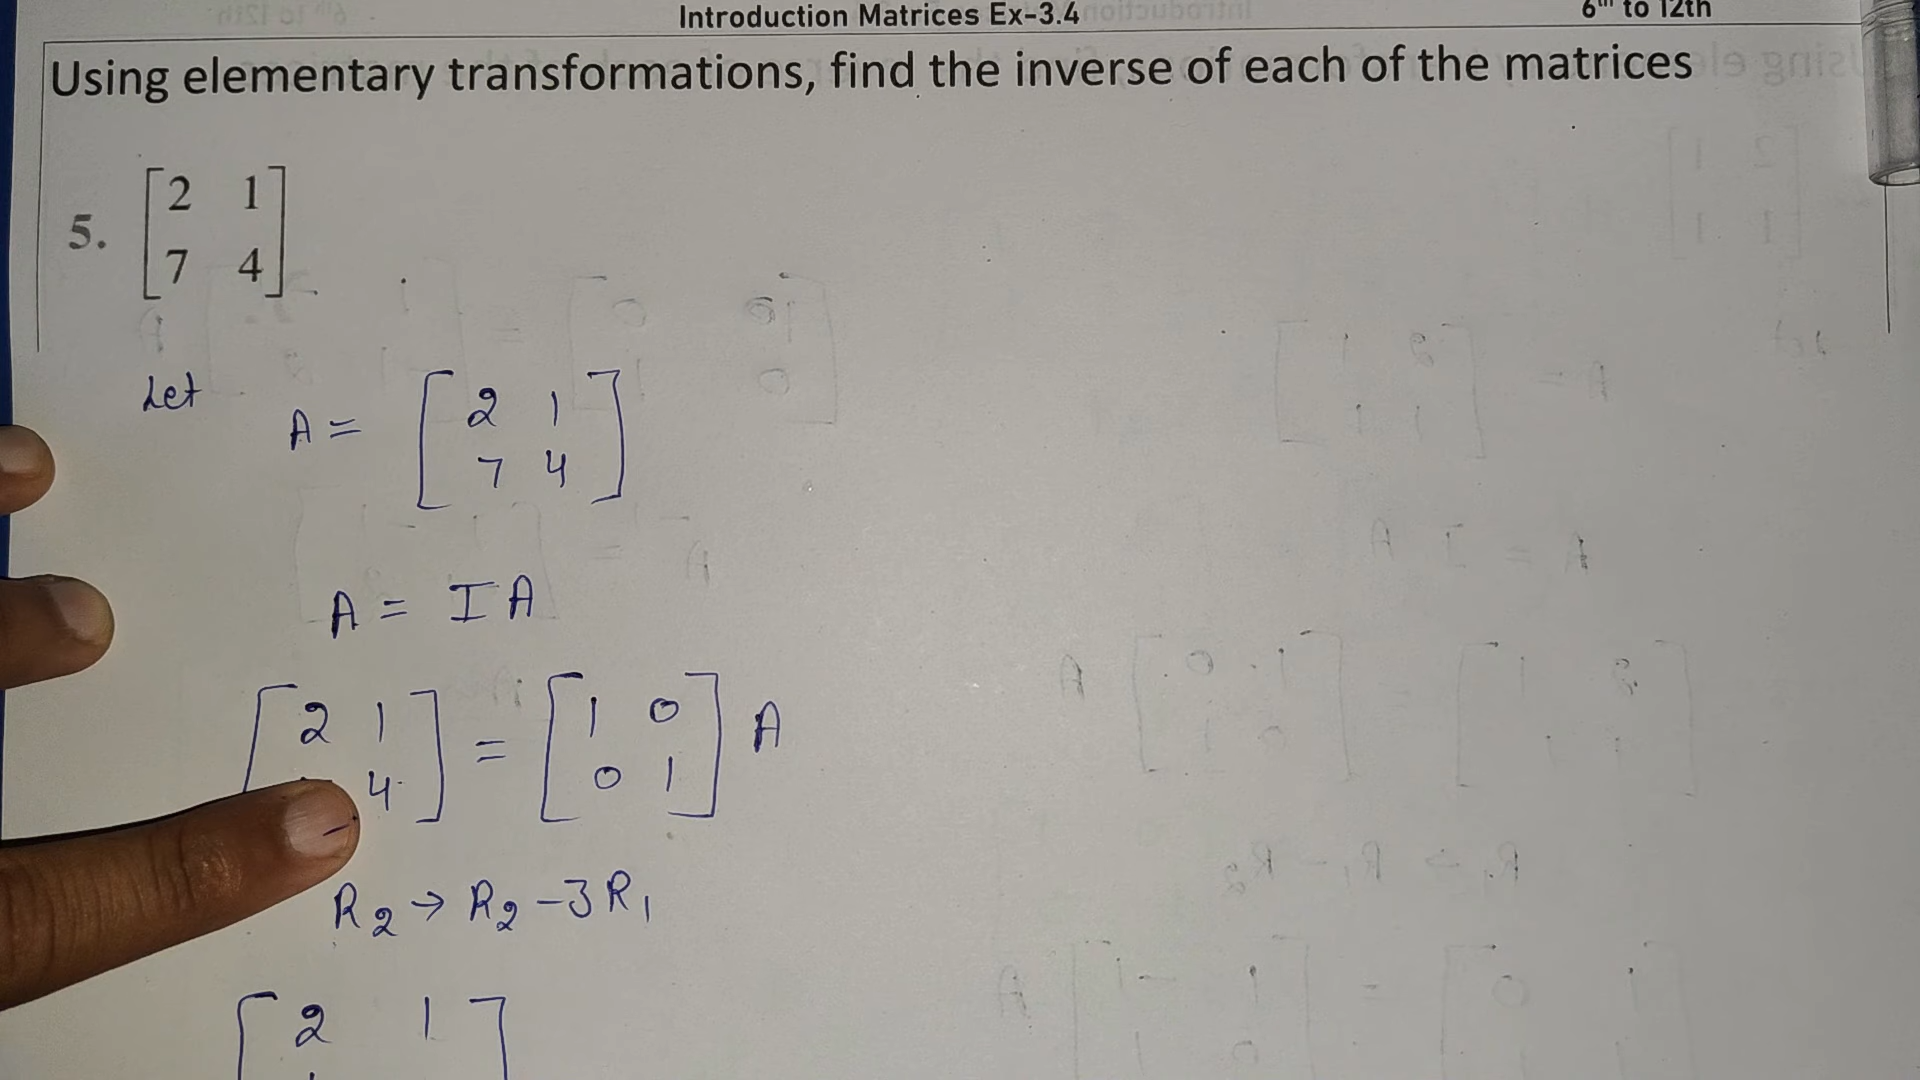 Introduction Matrices Ex-3.4
6th to 12th
Using elementary transformations, find the inverse of each of the matrices
5. [2 1
7 4]
Let A = [2 1
7 4]
A = I A
[2 1
4] = [1 0
0 1] A
R2 → R2 - 3R1
[2 1]